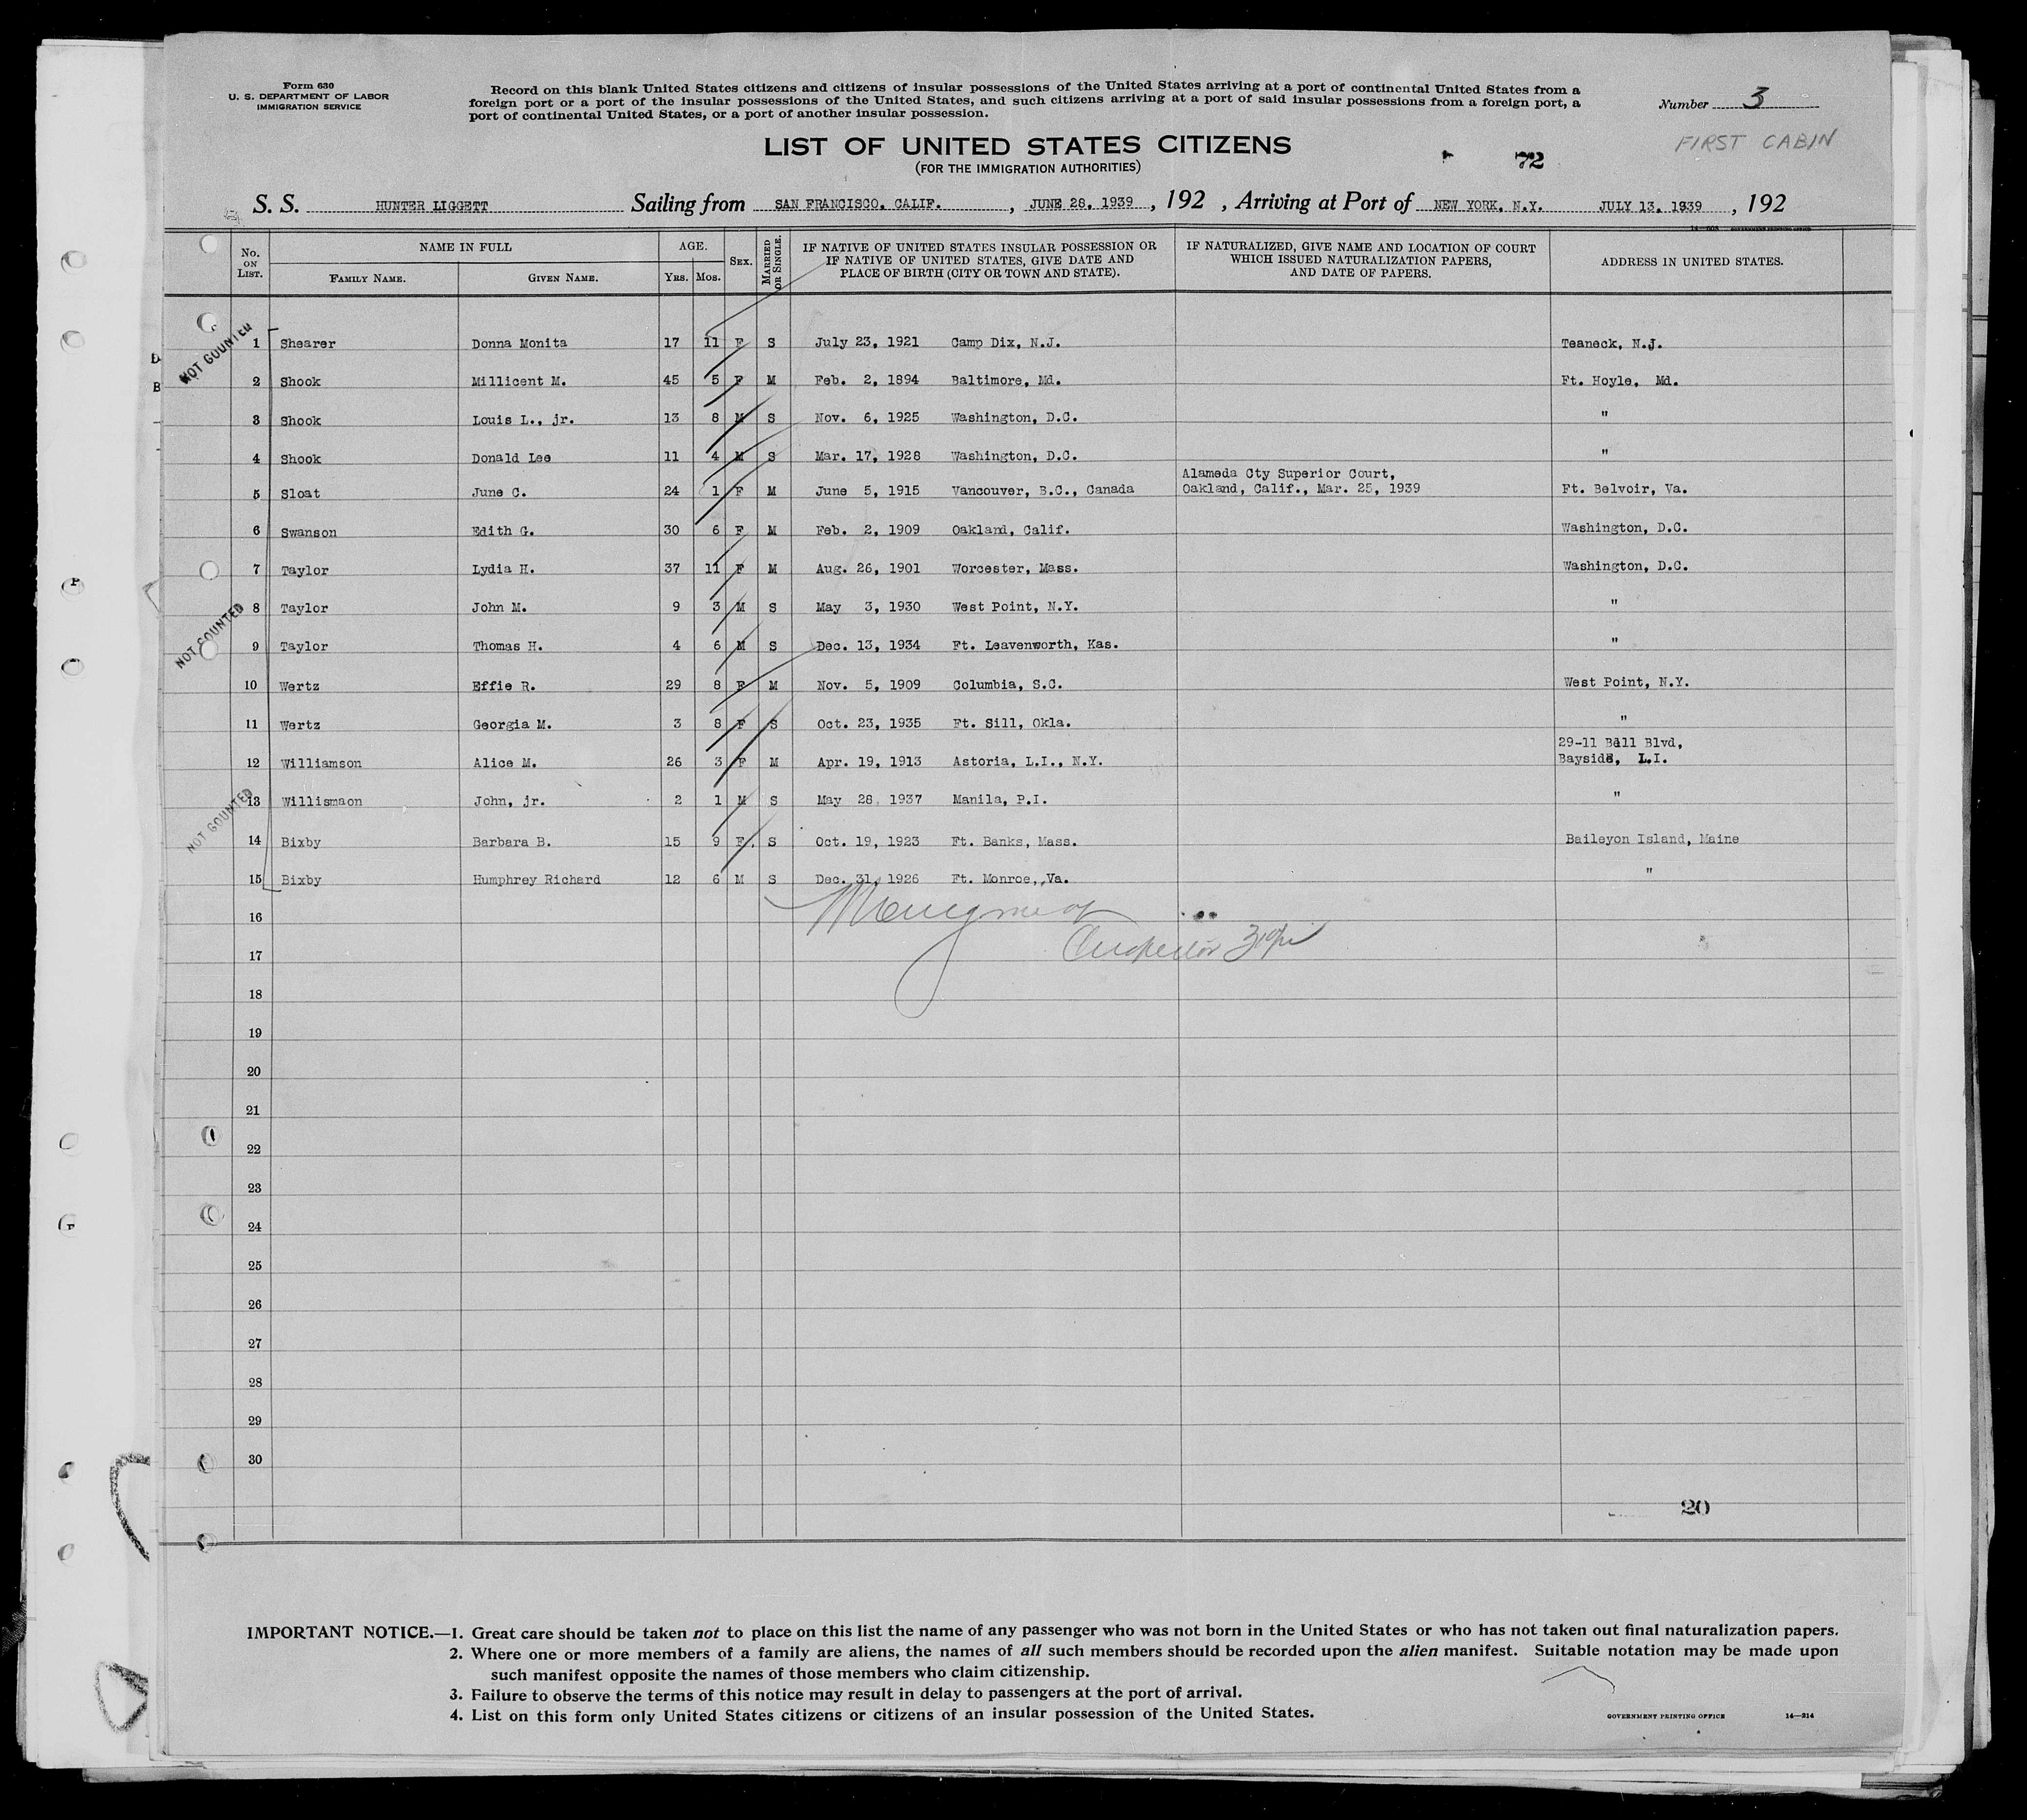 Form 630
U. S. DEPARTMENT OF LABOR
IMMIGRATION SERVICE
Record on this blank United States citizens and citizens of insular possessions of the United States arriving at a port of continental United States from a
foreign port or a port of the insular possessions of the United States, and such citizens arriving at a port of said insular possessions from a foreign port, a
port of continental United States, or a port of another insular possession.
Number 3
FIRST CABIN
LIST OF UNITED STATES CITIZENS
(FOR THE IMMIGRATION AUTHORITIES)
72
S. S. HUNTER LIGGETT Sailing from SAN FRANCISCO, CALIF. , JUNE 28, 1939 , 192 , Arriving at Port of NEW YORK, N.Y. JULY 13, 1939 , 192
No. ON LIST. NAME IN FULL AGE. SEX. MARRIED OR SINGLE. IF NATIVE OF UNITED STATES INSULAR POSSESSION OR IF NATIVE OF UNITED STATES, GIVE DATE AND PLACE OF BIRTH (CITY OR TOWN AND STATE). IF NATURALIZED, GIVE NAME AND LOCATION OF COURT WHICH ISSUED NATURALIZATION PAPERS, AND DATE OF PAPERS. ADDRESS IN UNITED STATES.
FAMILY NAME. GIVEN NAME. YRS. MOS.
NOT COUNTED
1 Shearer Donna Monita 17 11 F S July 23, 1921 Camp Dix, N.J. Teaneck, N.J.
2 Shook Millicent M. 45 5 F M Feb. 2, 1894 Baltimore, Md. Ft. Hoyle, Md.
3 Shook Louis L., jr. 13 8 M S Nov. 6, 1925 Washington, D.C. "
4 Shook Donald Lee 11 4 M S Mar. 17, 1928 Washington, D.C. "
Alameda Cty Superior Court,
5 Sloat June C. 24 1 F M June 5, 1915 Vancouver, B.C., Canada Oakland, Calif., Mar. 25, 1939 Ft. Belvoir, Va.
6 Swanson Edith G. 30 6 F M Feb. 2, 1909 Oakland, Calif. Washington, D.C.
7 Taylor Lydia H. 37 11 F M Aug. 26, 1901 Worcester, Mass. Washington, D.C.
NOT COUNTED
8 Taylor John M. 9 3 M S May 3, 1930 West Point, N.Y. "
9 Taylor Thomas H. 4 6 M S Dec. 13, 1934 Ft. Leavenworth, Kas. "
10 Wertz Effie R. 29 8 F M Nov. 5, 1909 Columbia, S.C. West Point, N.Y.
11 Wertz Georgia M. 3 8 F S Oct. 23, 1935 Ft. Sill, Okla. "
29-11 Bell Blvd,
12 Williamson Alice M. 26 3 F M Apr. 19, 1913 Astoria, L.I., N.Y. Bayside, L.I.
NOT COUNTED
13 Willismaon John, jr. 2 1 M S May 28, 1937 Manila, P.I. "
14 Bixby Barbara B. 15 9 F. S Oct. 19, 1923 Ft. Banks, Mass. Baileyon Island, Maine
15 Bixby Humphrey Richard 12 6 M S Dec. 31, 1926 Ft. Monroe, Va. "
16
Inspector
17
18
19
20
21
22
23
24
25
26
27
28
29
30
20
IMPORTANT NOTICE.—1. Great care should be taken not to place on this list the name of any passenger who was not born in the United States or who has not taken out final naturalization papers.
2. Where one or more members of a family are aliens, the names of all such members should be recorded upon the alien manifest. Suitable notation may be made upon
such manifest opposite the names of those members who claim citizenship.
3. Failure to observe the terms of this notice may result in delay to passengers at the port of arrival.
4. List on this form only United States citizens or citizens of an insular possession of the United States.
GOVERNMENT PRINTING OFFICE 14—214